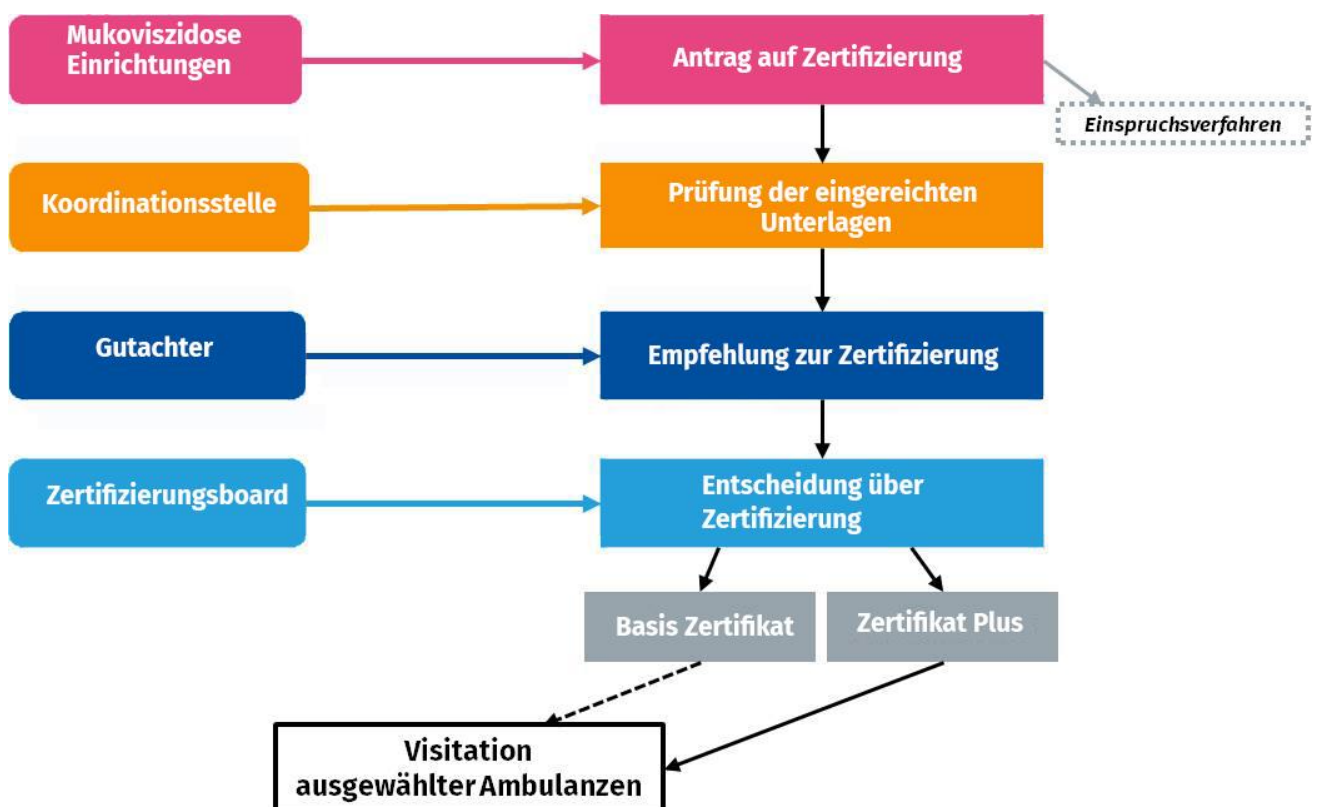 Mukoviszidose
Einrichtungen
Antrag auf Zertifizierung
Einspruchsverfahren
Koordinationsstelle
Prüfung der eingereichten
Unterlagen
Gutachter
Empfehlung zur Zertifizierung
Zertifizierungsboard
Entscheidung über
Zertifizierung
Basis Zertifikat
Zertifikat Plus
Visitation
ausgewählter Ambulanzen